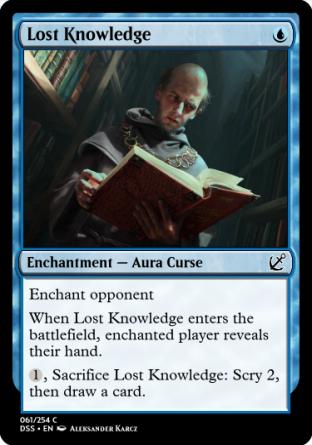 Lost Knowledge
Enchantment — Aura Curse
Enchant opponent
When Lost Knowledge enters the
battlefield, enchanted player reveals
their hand.
1, Sacrifice Lost Knowledge: Scry 2,
then draw a card.
061/254 C
DSS • EN Aleksander Karcz